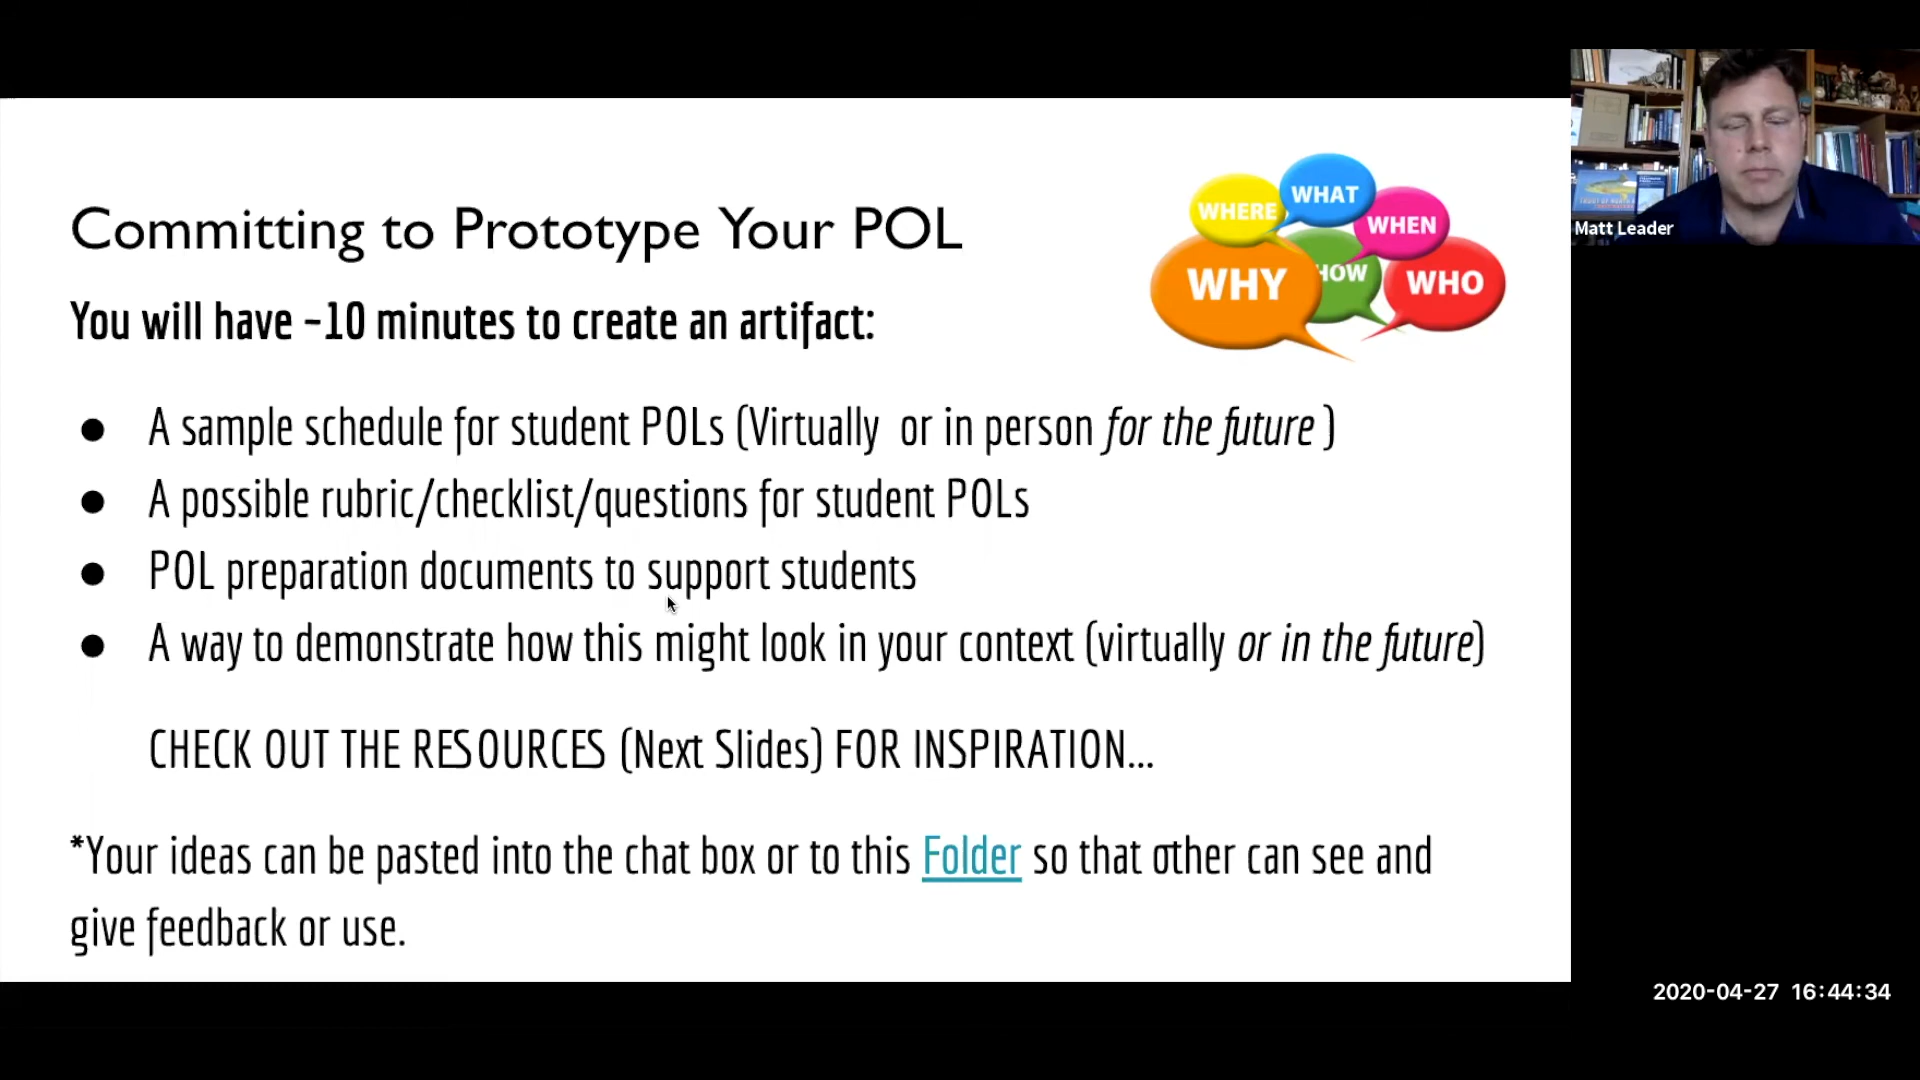 Committing to Prototype Your POL
You will have ~10 minutes to create an artifact:
● A sample schedule for student POLs (Virtually or in person for the future )
● A possible rubric/checklist/questions for student POLs
● POL preparation documents to support students
● A way to demonstrate how this might look in your context (virtually or in the future)
CHECK OUT THE RESOURCES (Next Slides) FOR INSPIRATION...
*Your ideas can be pasted into the chat box or to this Folder so that other can see and
give feedback or use.
WHERE
WHAT
WHEN
WHY
HOW
WHO
Matt Leader
2020-04-27 16:44:34